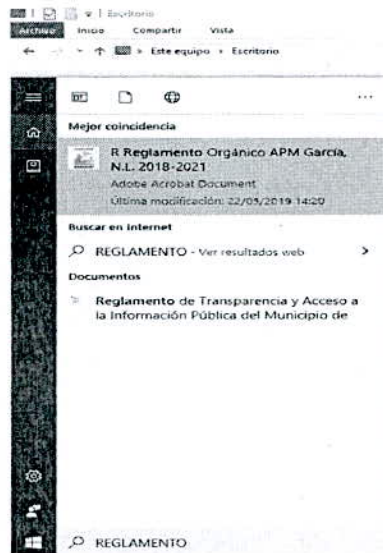 Escritorio
Archivo Inicio Compartir Vista
Este equipo > Escritorio
...
Mejor coincidencia
R Reglamento Orgánico APM García,
N.L. 2018-2021
Adobe Acrobat Document
Última modificación: 22/05/2019 14:20
Buscar en internet
REGLAMENTO - Ver resultados web >
Documentos
Reglamento de Transparencia y Acceso a
la Información Pública del Municipio de
REGLAMENTO